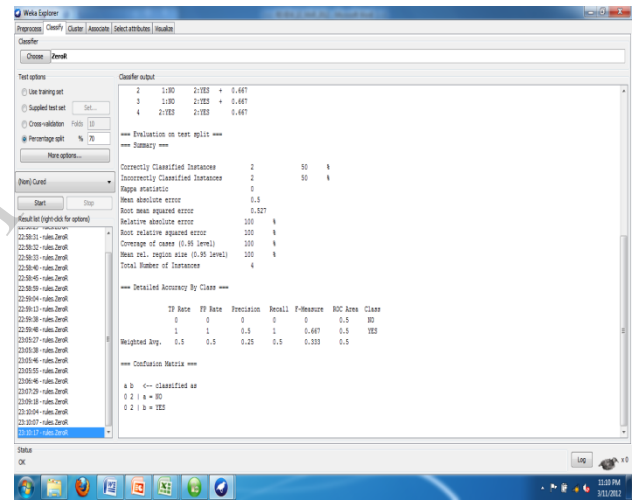 Weka Explorer
Preprocess Classify Cluster Associate Select attributes Visualize
Classifier
Choose ZeroR
Test options
Use training set
Supplied test set Set...
Cross-validation Folds 10
Percentage split % 70
More options...
(Nom) Cured
Start Stop
Result list (right-click for options)
22:58:31 - rules.ZeroR
22:58:32 - rules.ZeroR
22:58:33 - rules.ZeroR
22:58:40 - rules.ZeroR
22:58:45 - rules.ZeroR
22:58:59 - rules.ZeroR
22:59:04 - rules.ZeroR
22:59:13 - rules.ZeroR
22:59:38 - rules.ZeroR
22:59:48 - rules.ZeroR
23:05:27 - rules.ZeroR
23:05:38 - rules.ZeroR
23:05:46 - rules.ZeroR
23:05:55 - rules.ZeroR
23:06:46 - rules.ZeroR
23:07:29 - rules.ZeroR
23:09:18 - rules.ZeroR
23:10:04 - rules.ZeroR
23:10:07 - rules.ZeroR
23:10:17 - rules.ZeroR
Classifier output
2 1:NO 2:YES + 0.667
3 1:NO 2:YES + 0.667
4 2:YES 2:YES 0.667
=== Evaluation on test split ===
=== Summary ===
Correctly Classified Instances 2 50 %
Incorrectly Classified Instances 2 50 %
Kappa statistic 0
Mean absolute error 0.5
Root mean squared error 0.527
Relative absolute error 100 %
Root relative squared error 100 %
Coverage of cases (0.95 level) 100 %
Mean rel. region size (0.95 level) 100 %
Total Number of Instances 4
=== Detailed Accuracy By Class ===
TP Rate FP Rate Precision Recall F-Measure ROC Area Class
0 0 0 0 0 0.5 NO
1 1 0.5 1 0.667 0.5 YES
Weighted Avg. 0.5 0.5 0.25 0.5 0.333 0.5
=== Confusion Matrix ===
a b <-- classified as
0 2 | a = NO
0 2 | b = YES
Status
OK
Log x 0
11:10 PM
3/11/2012